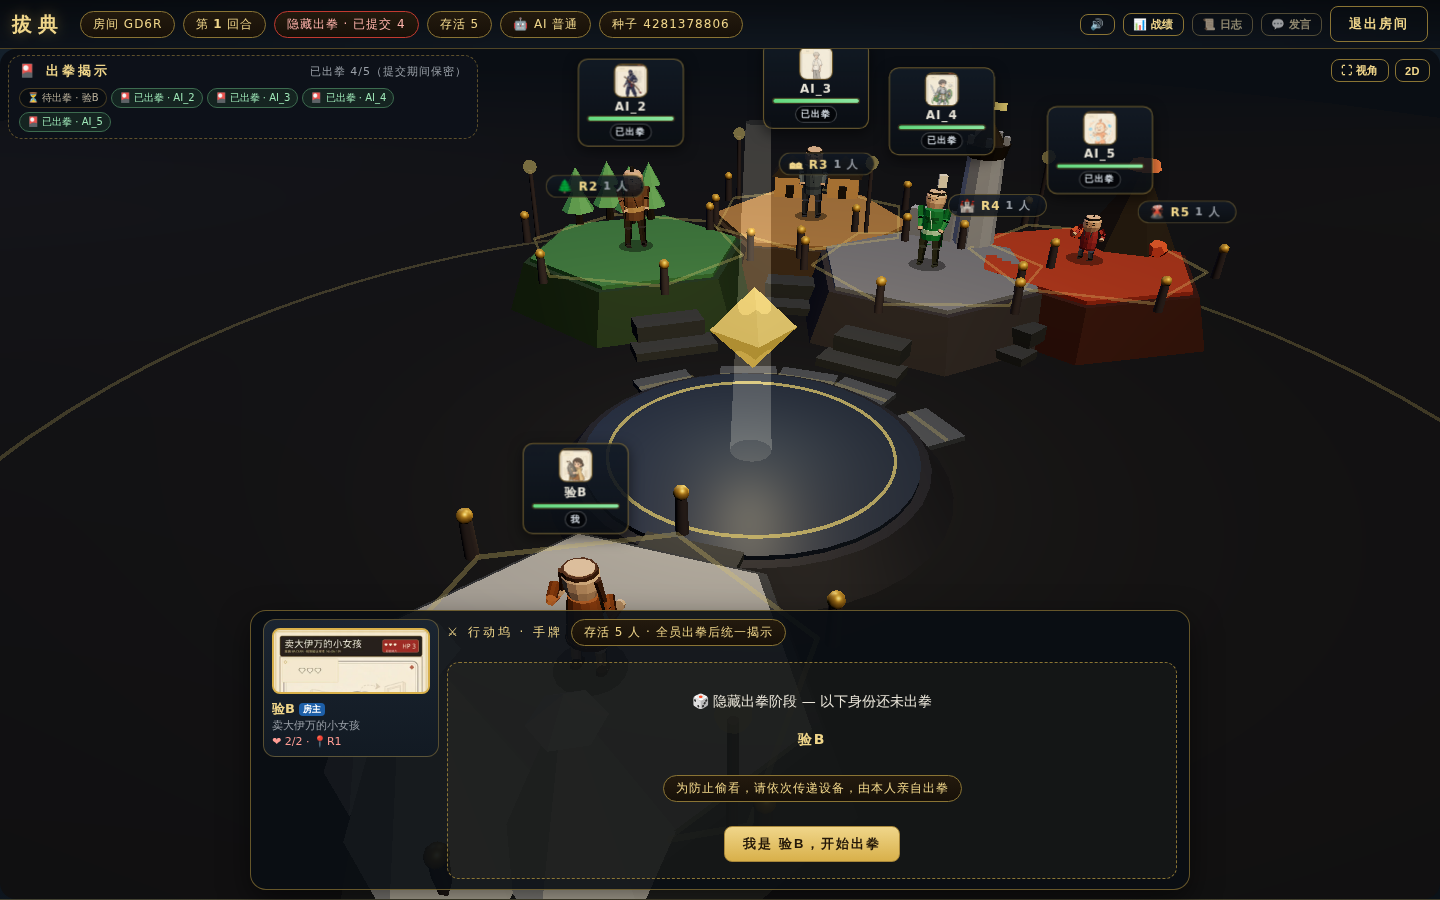 拔典
房间 GD6R
第 1 回合
隐藏出拳 · 已提交 4
存活 5
AI 普通
种子 4281378806
战绩
日志
发言
退出房间
出拳揭示
已出拳 4/5（提交期间保密）
待出拳 · 验B
已出拳 · AI_2
已出拳 · AI_3
已出拳 · AI_4
已出拳 · AI_5
视角
2D
AI_2
已出拳
AI_3
已出拳
AI_4
已出拳
AI_5
已出拳
R2 1 人
R3 1 人
R4 1 人
R5 1 人
验B
我
卖大伊万的小女孩
HP 3
验B 房主
卖大伊万的小女孩
2/2 · R1
行动坞 · 手牌
存活 5 人 · 全员出拳后统一揭示
隐藏出拳阶段 — 以下身份还未出拳
验B
为防止偷看，请依次传递设备，由本人亲自出拳
我是 验B，开始出拳